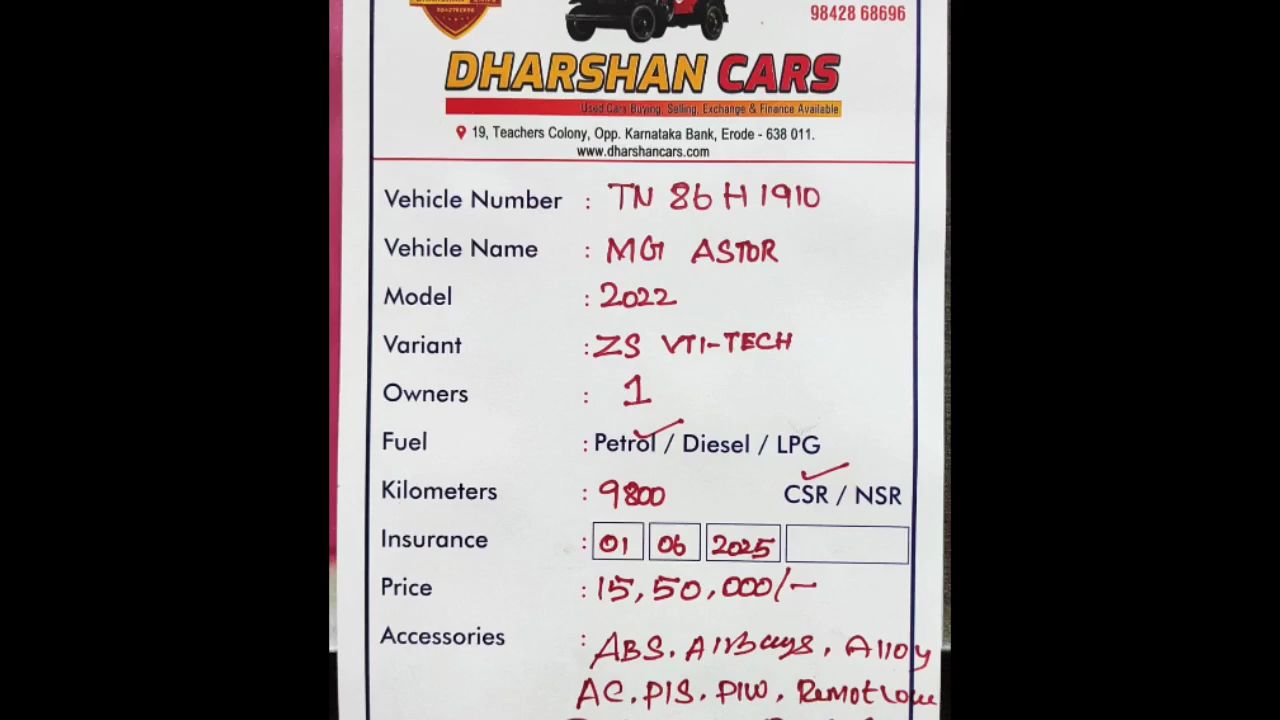 98842 68696
DHARSHAN CARS
Used Cars Buying, Selling, Exchange & Finance Available
19, Teachers Colony, Opp. Karnataka Bank, Erode - 638 011.
www.dharshancars.com
Vehicle Number : TN 86 H 1910
Vehicle Name : MG ASTOR
Model : 2022
Variant : ZS VTI-TECH
Owners : 1
Fuel : Petrol / Diesel / LPG
Kilometers : 9800 CSR / NSR
Insurance : 01 06 2025
Price : 15,50,000/-
Accessories : ABS. AirBags, Alloy
AC. P/S. P/W, Remot Lock